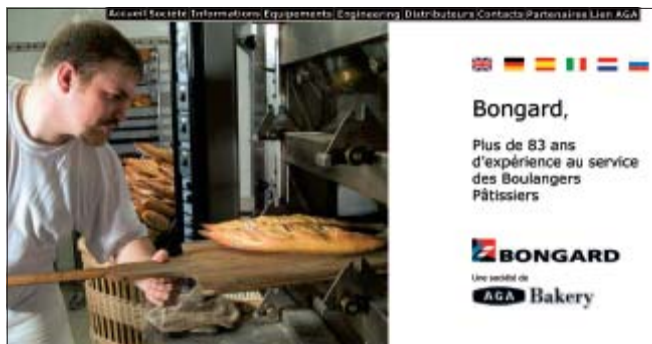 Accueil Société Informations Equipements Engineering Distributeurs Contacts Partenaires Lien AGA
Bongard,
Plus de 83 ans
d'expérience au service
des Boulangers
Pâtissiers
BONGARD
Une société de
AGA Bakery